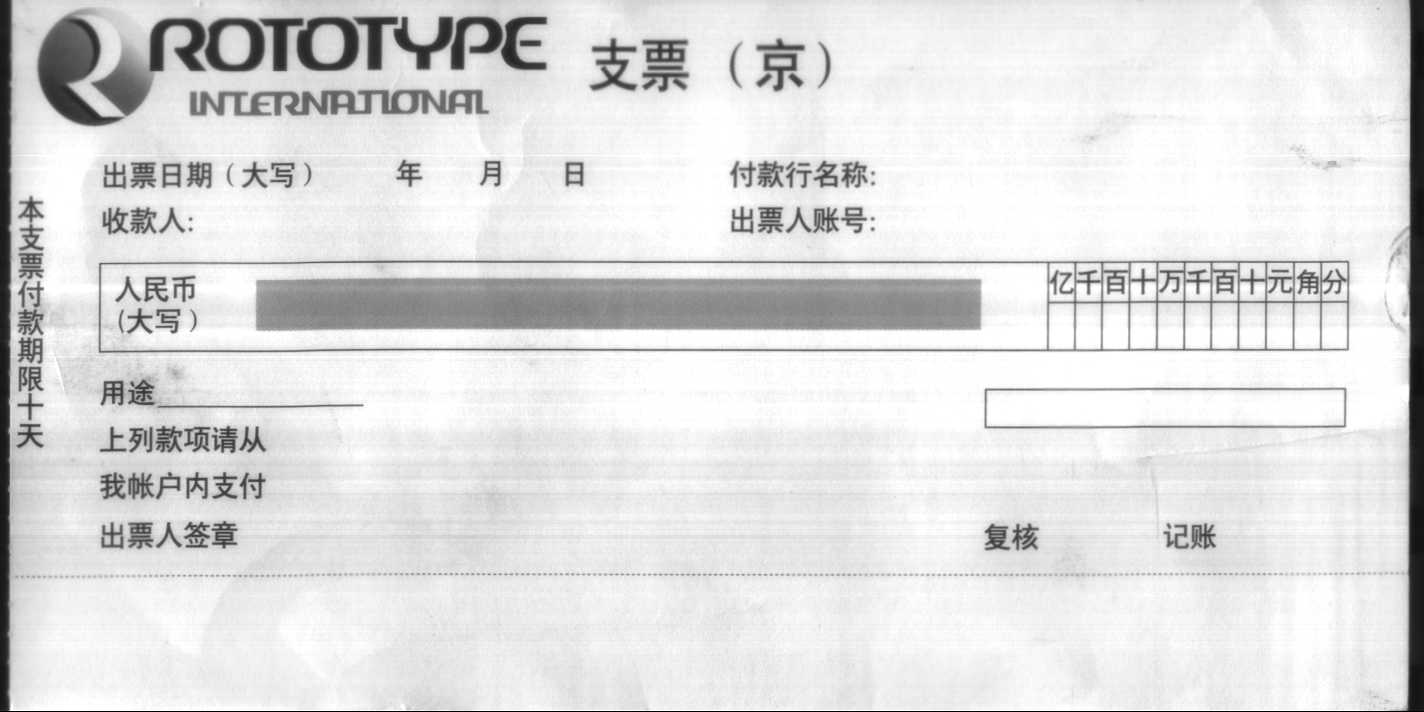 ROTOTYPE
INTERNATIONAL
支票（京）
出票日期（大写） 年 月 日 付款行名称:
收款人: 出票人账号:
本支票付款期限十天
人民币
(大写）
亿千百十万千百十元角分
用途
上列款项请从
我帐户内支付
出票人签章 复核 记账